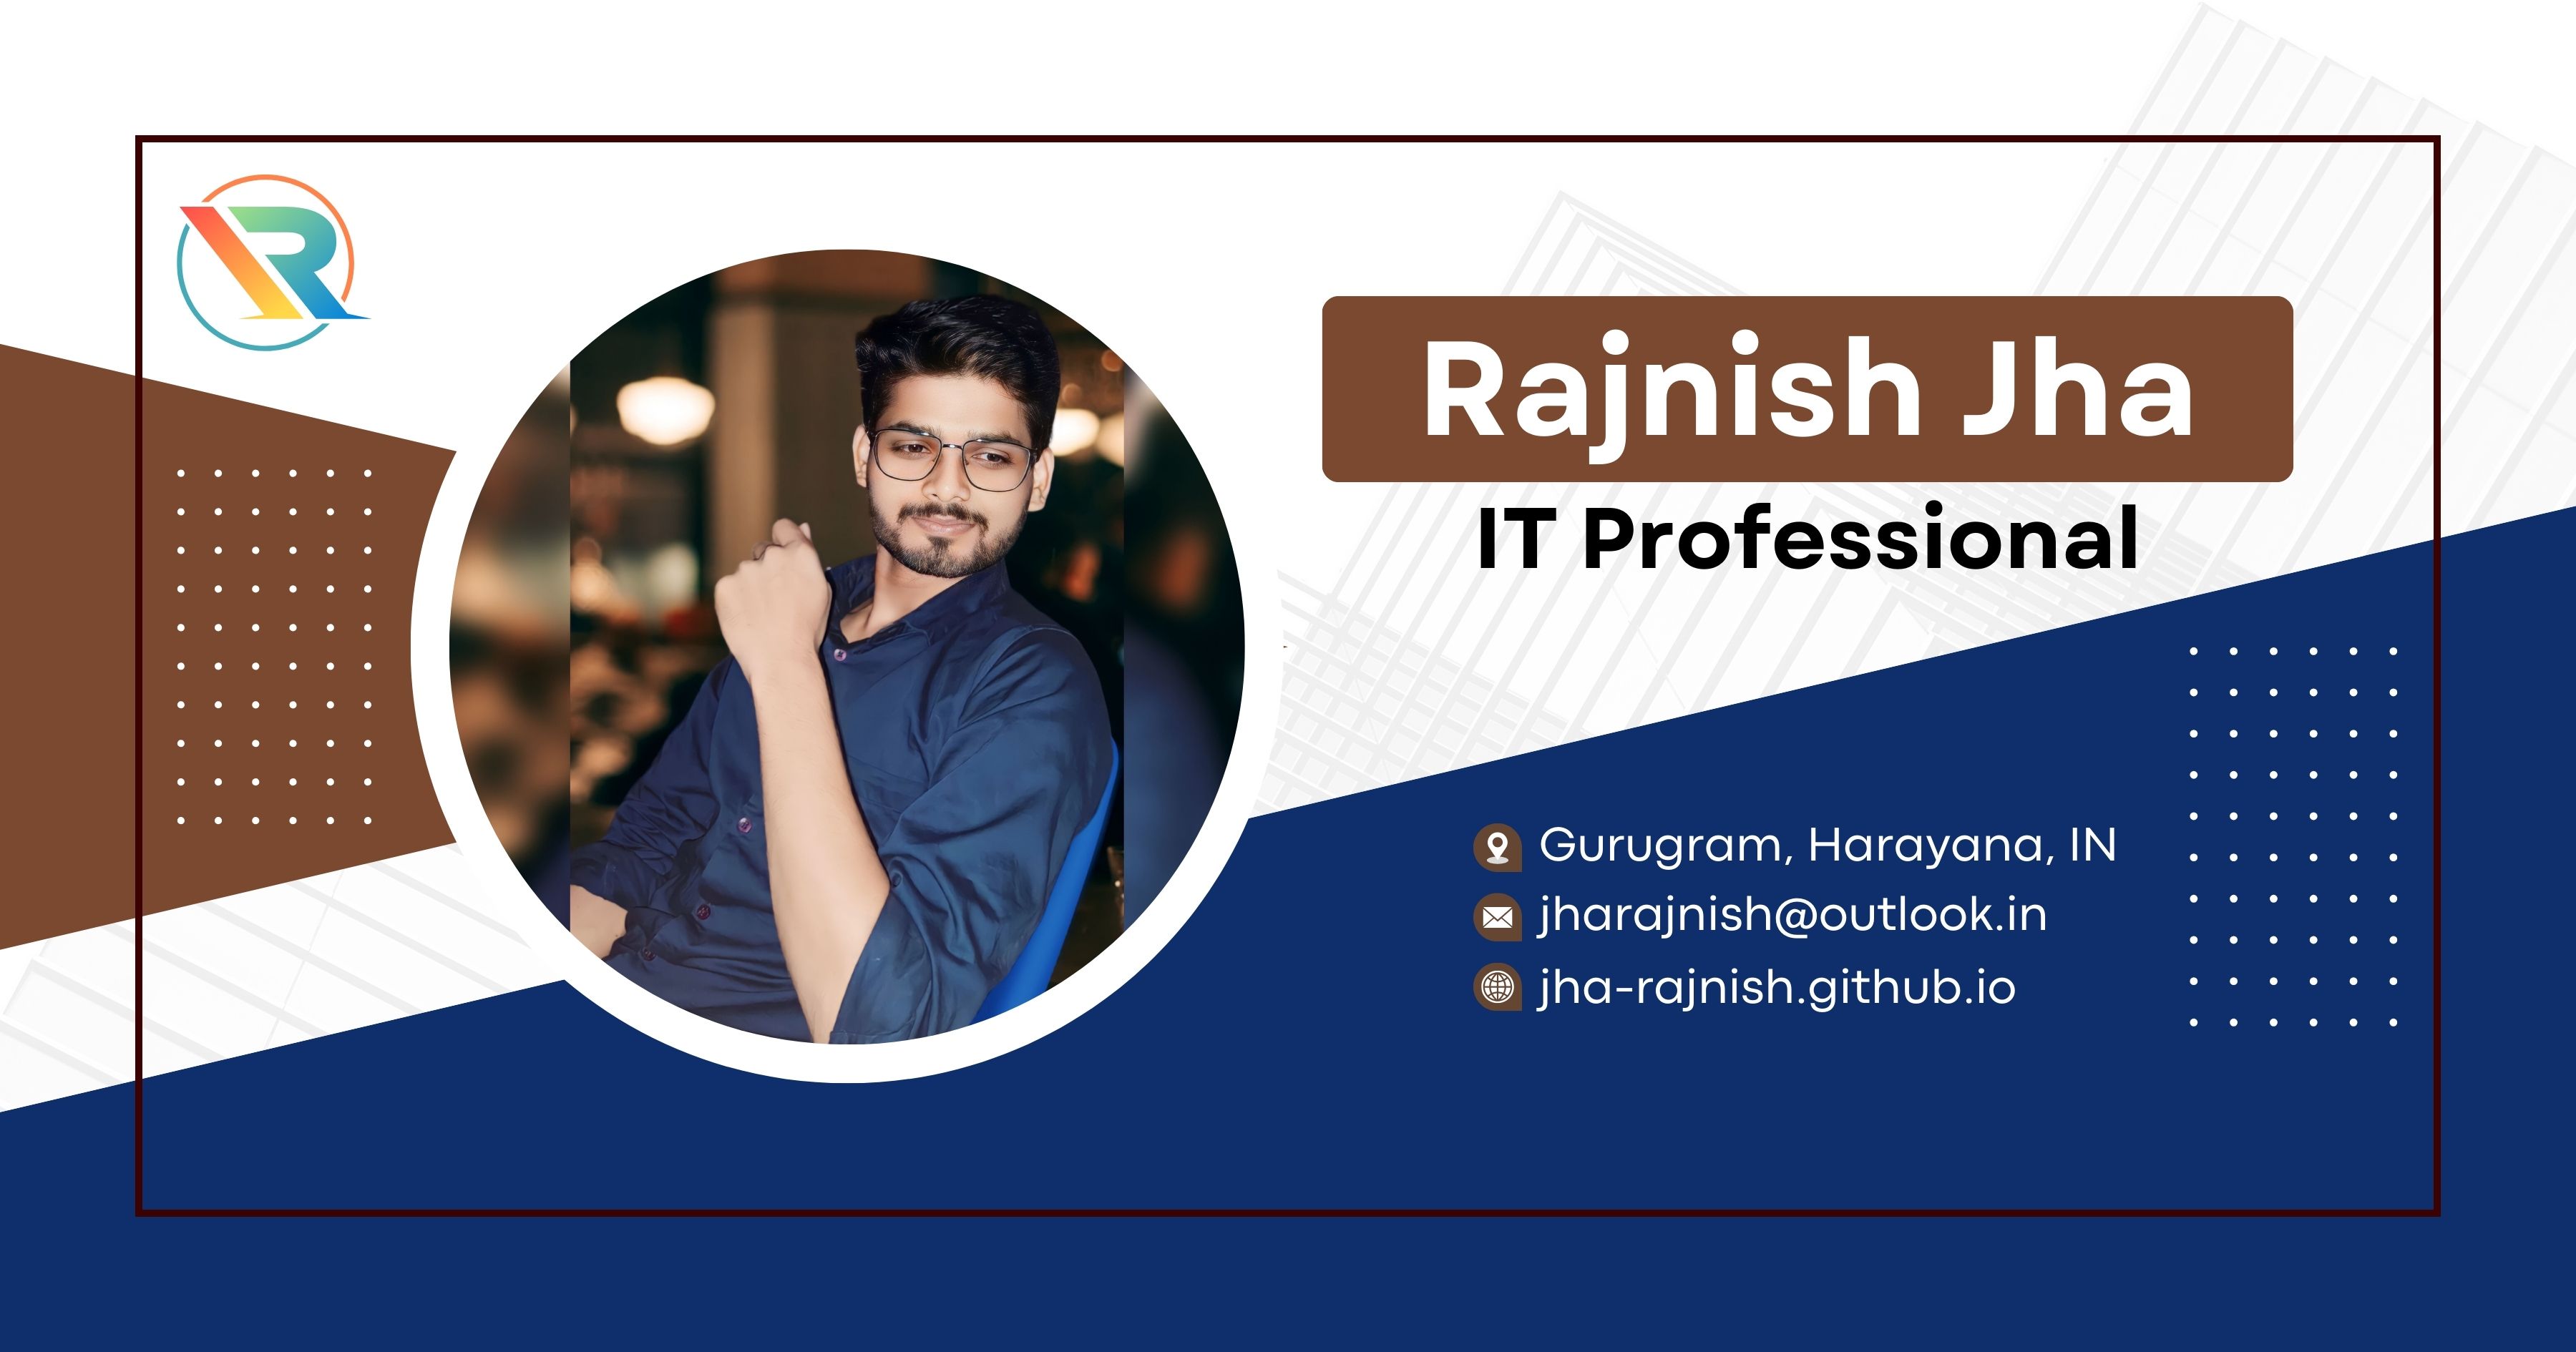 R
Rajnish Jha
IT Professional
Gurugram, Harayana, IN
jharajnish@outlook.in
jha-rajnish.github.io